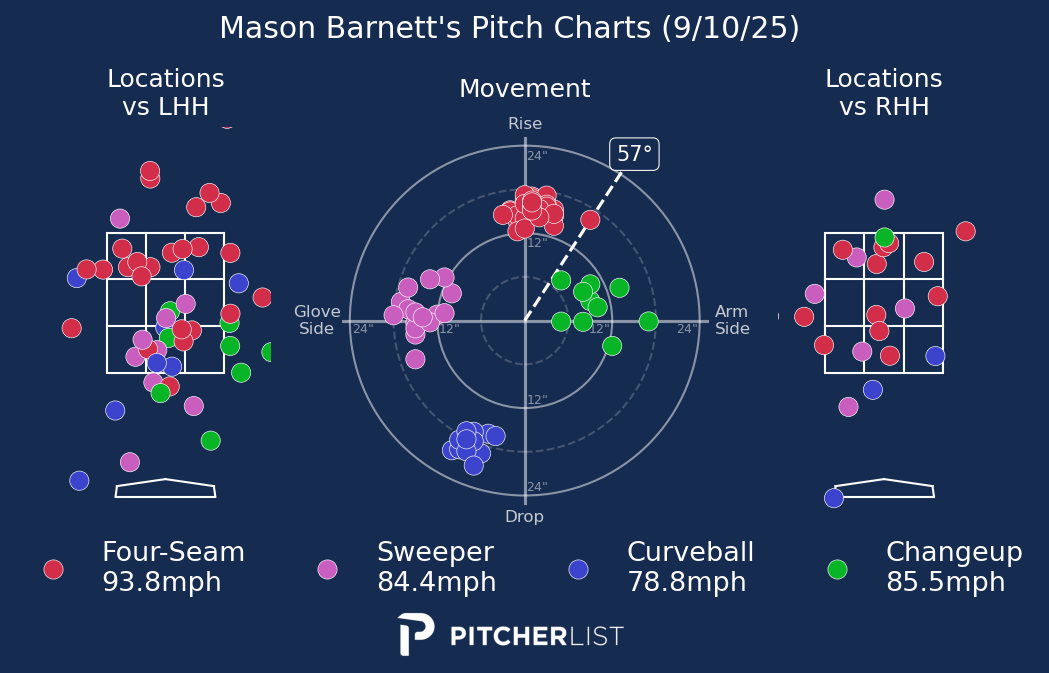 Mason Barnett's Pitch Charts (9/10/25)
Locations
vs LHH
Movement
Locations
vs RHH
Rise
24"
57°
12"
Glove
Side
24"
12"
12"
24"
Arm
Side
12"
24"
Drop
Four-Seam
93.8mph
Sweeper
84.4mph
Curveball
78.8mph
Changeup
85.5mph
PITCHERLIST